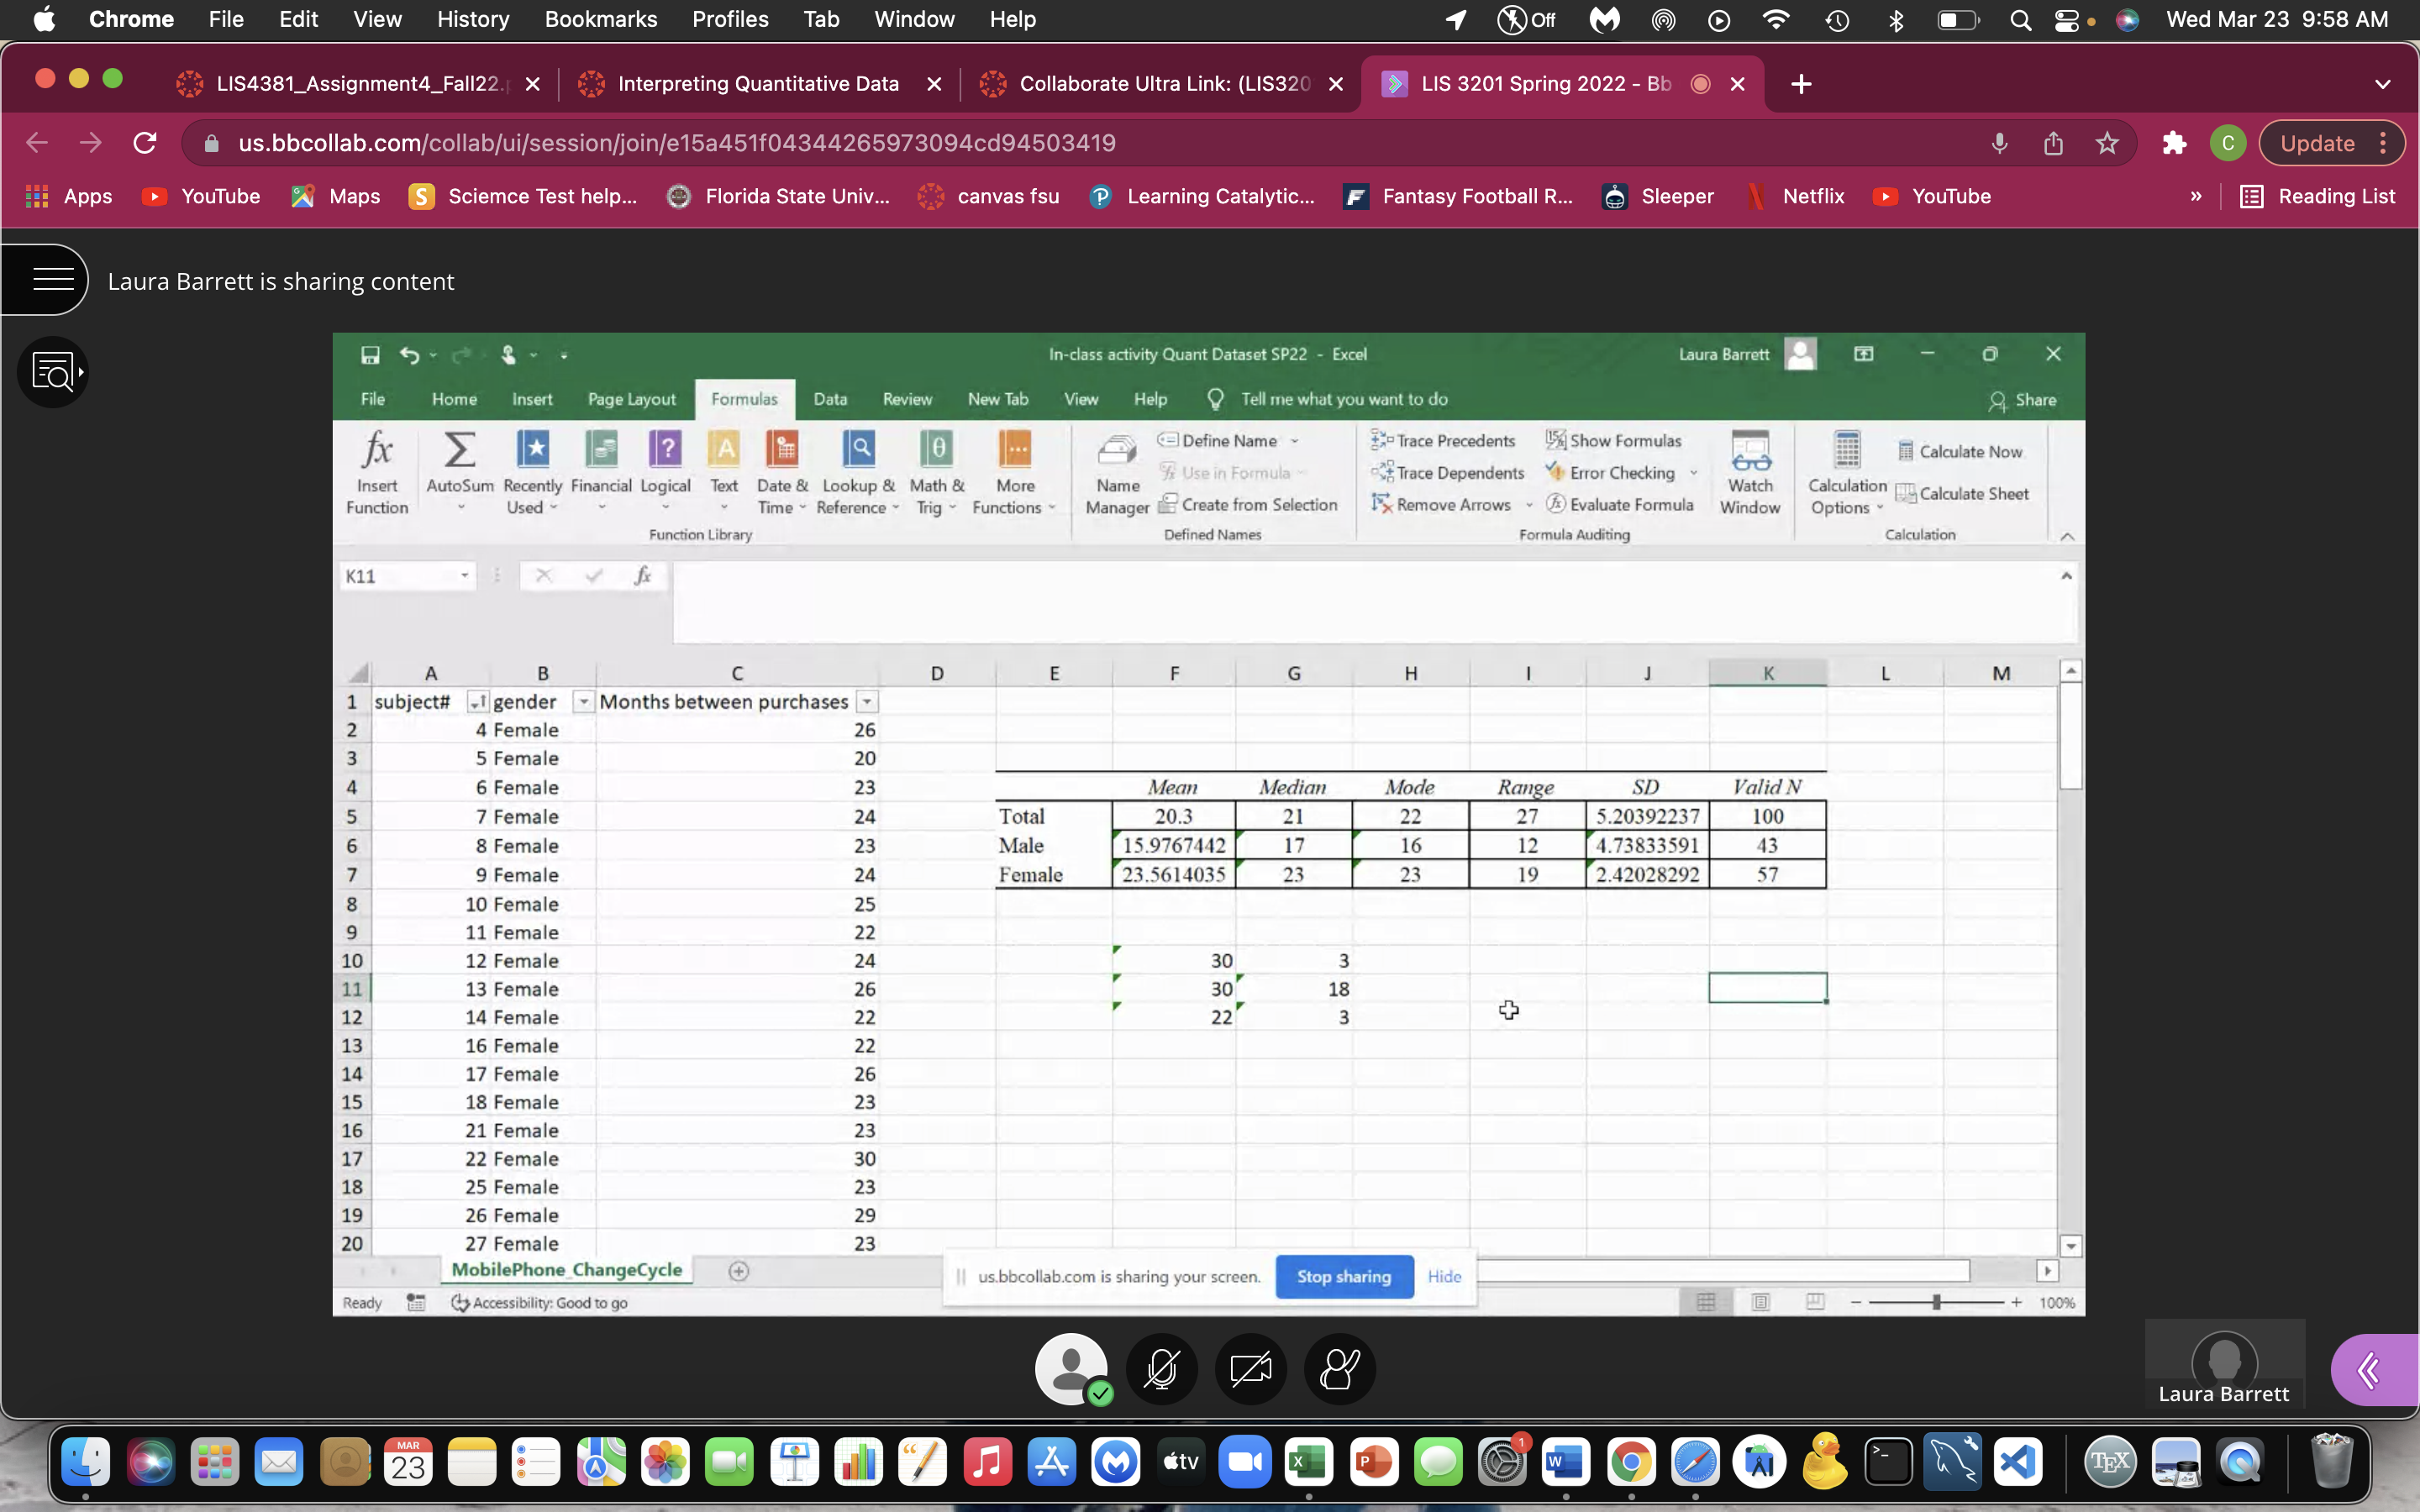 Chrome File Edit View History Bookmarks Profiles Tab Window Help Off Wed Mar 23 9:58 AM
LIS4381_Assignment4_Fall22. Interpreting Quantitative Data Collaborate Ultra Link: (LIS320 LIS 3201 Spring 2022 - Bb
us.bbcollab.com/collab/ui/session/join/e15a451f04344265973094cd94503419 C Update
Apps YouTube Maps S Sciemce Test help... Florida State Univ... canvas fsu Learning Catalytic... Fantasy Football R... Sleeper Netflix YouTube » Reading List
Laura Barrett is sharing content
In-class activity Quant Dataset SP22 - Excel Laura Barrett
File Home Insert Page Layout Formulas Data Review New Tab View Help Tell me what you want to do Share
Insert Function AutoSum Recently Used Financial Logical Text Date & Time Lookup & Reference Math & Trig More Functions
Function Library
Name Manager Define Name Use in Formula Create from Selection
Defined Names
Trace Precedents Show Formulas
Trace Dependents Error Checking
Remove Arrows Evaluate Formula
Formula Auditing
Watch Window
Calculation Options Calculate Now Calculate Sheet
Calculation
K11 fx
A B C D E F G H I J K L M
1 subject# gender Months between purchases
2 4 Female 26
3 5 Female 20
4 6 Female 23 Mean Median Mode Range SD Valid N
5 7 Female 24 Total 20.3 21 22 27 5.20392237 100
6 8 Female 23 Male 15.9767442 17 16 12 4.73833591 43
7 9 Female 24 Female 23.5614035 23 23 19 2.42028292 57
8 10 Female 25
9 11 Female 22
10 12 Female 24 30 3
11 13 Female 26 30 18
12 14 Female 22 22 3
13 16 Female 22
14 17 Female 26
15 18 Female 23
16 21 Female 23
17 22 Female 30
18 25 Female 23
19 26 Female 29
20 27 Female 23
MobilePhone_ChangeCycle
us.bbcollab.com is sharing your screen. Stop sharing Hide
Ready Accessibility: Good to go 100%
Laura Barrett
MAR
23
tv
X
P
1
W
>_
TEX